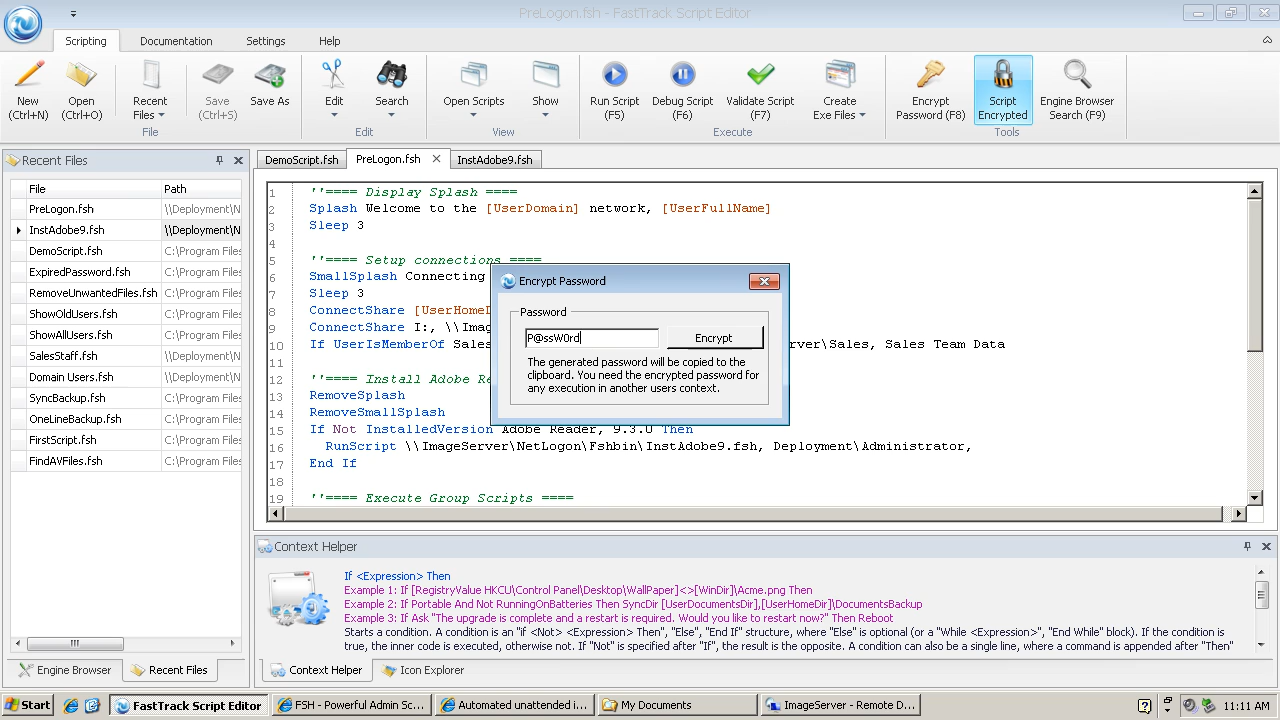 PreLogon.fsh - FastTrack Script Editor
Scripting Documentation Settings Help
New (Ctrl+N)
Open (Ctrl+O)
Recent Files
Save (Ctrl+S)
Save As
Edit
Search
Open Scripts
Show
Run Script (F5)
Debug Script (F6)
Validate Script (F7)
Create Exe Files
Encrypt Password (F8)
Script Encrypted
Engine Browser Search (F9)
File Edit View Execute Tools
Recent Files
File Path
PreLogon.fsh \\Deployment\N
InstAdobe9.fsh \\Deployment\N
DemoScript.fsh C:\Program Files
ExpiredPassword.fsh C:\Program Files
RemoveUnwantedFiles.fsh C:\Program Files
ShowOldUsers.fsh C:\Program Files
ShowAllUsers.fsh C:\Program Files
SalesStaff.fsh C:\Program Files
Domain Users.fsh C:\Program Files
SyncBackup.fsh C:\Program Files
OneLineBackup.fsh C:\Program Files
FirstScript.fsh C:\Program Files
FindAVFiles.fsh C:\Program Files
Engine Browser Recent Files
DemoScript.fsh PreLogon.fsh InstAdobe9.fsh
1 ''==== Display Splash ====
2 Splash Welcome to the [UserDomain] network, [UserFullName]
3 Sleep 3
4
5 ''==== Setup connections ====
6 SmallSplash Connecting
7 Sleep 3
8 ConnectShare [UserHomeD
9 ConnectShare I:, \\Imag
10 If UserIsMemberOf Sales rver\Sales, Sales Team Data
11
12 ''==== Install Adobe Re
13 RemoveSplash
14 RemoveSmallSplash
15 If Not InstalledVersion Adobe Reader, 9.3.0 Then
16 RunScript \\ImageServer\NetLogon\Fshbin\InstAdobe9.fsh, Deployment\Administrator,
17 End If
18
19 ''==== Execute Group Scripts ====
Encrypt Password
Password
P@ssW0rd
Encrypt
The generated password will be copied to the
clipboard. You need the encrypted password for
any execution in another users context.
Context Helper
If <Expression> Then
Example 1: If [RegistryValue HKCU\Control Panel\Desktop\WallPaper]<>[WinDir]\Acme.png Then
Example 2: If Portable And Not RunningOnBatteries Then SyncDir [UserDocumentsDir],[UserHomeDir]\DocumentsBackup
Example 3: If Ask "The upgrade is complete and a restart is required. Would you like to restart now?" Then Reboot
Starts a condition. A condition is an "if <Not> <Expression> Then", "Else", "End If" structure, where "Else" is optional (or a "While <Expression>", "End While" block). If the condition is
true, the inner code is executed, otherwise not. If "Not" is specified after "If", the result is the opposite. A condition can also be a single line, where a command is appended after "Then"
Context Helper Icon Explorer
Start
FastTrack Script Editor
FSH - Powerful Admin Sc...
Automated unattended i...
My Documents
ImageServer - Remote D...
11:11 AM